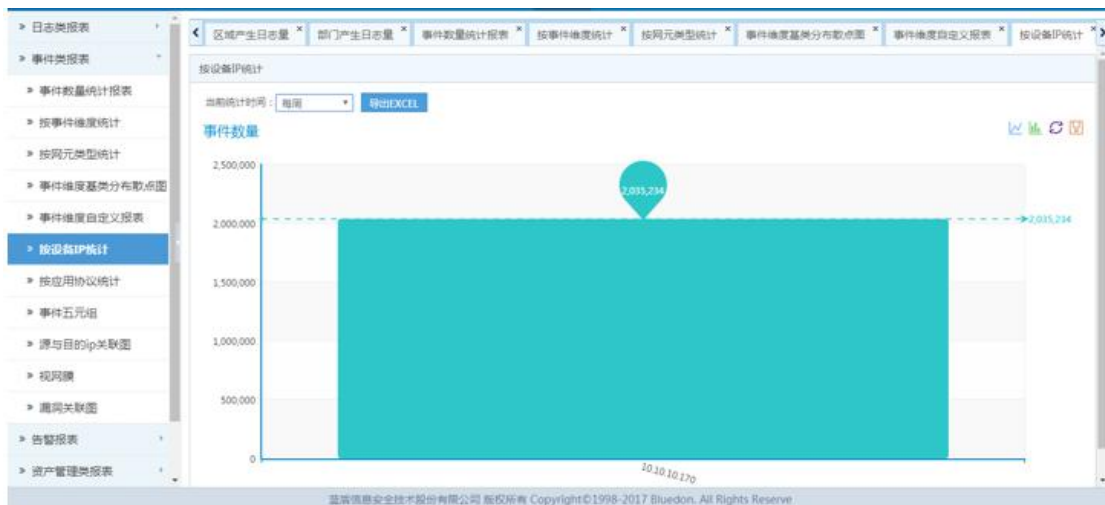 日志类报表
事件类报表
事件数量统计报表
按事件维度统计
按网元类型统计
事件维度基类分布散点图
事件维度自定义报表
按设备IP统计
按应用协议统计
事件五元组
源与目的ip关联图
视网膜
漏洞关联图
告警报表
资产管理类报表
区域产生日志量 × 部门产生日志量 × 事件数量统计报表 × 按事件维度统计 × 按网元类型统计 × 事件维度基类分布散点图 × 事件维度自定义报表 × 按设备IP统计 ×
按设备IP统计
当前统计时间: 每周 导出EXCEL
事件数量
2,500,000
2,035,234
2,000,000
2,035,234
1,500,000
1,000,000
500,000
0
10.10.10.170
蓝盾信息安全技术股份有限公司 版权所有 Copyright©1998-2017 Bluedon. All Rights Reserve